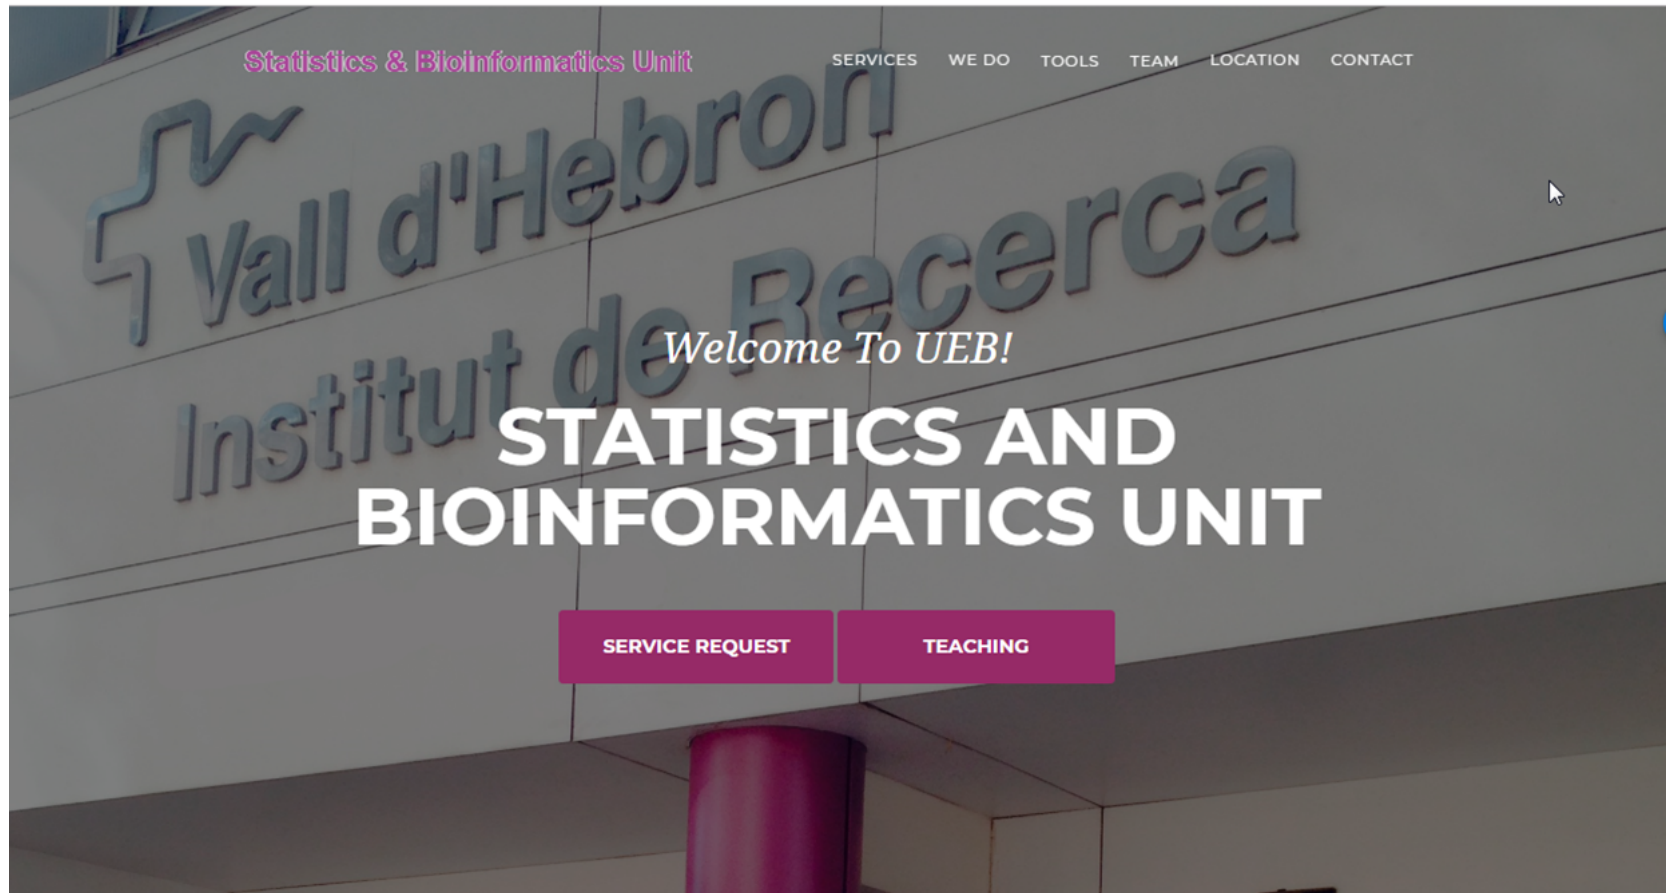 Statistics & Bioinformatics Unit
SERVICES WE DO TOOLS TEAM LOCATION CONTACT
Vall d'Hebron
Institut de Recerca
Welcome To UEB!
STATISTICS AND
BIOINFORMATICS UNIT
SERVICE REQUEST TEACHING